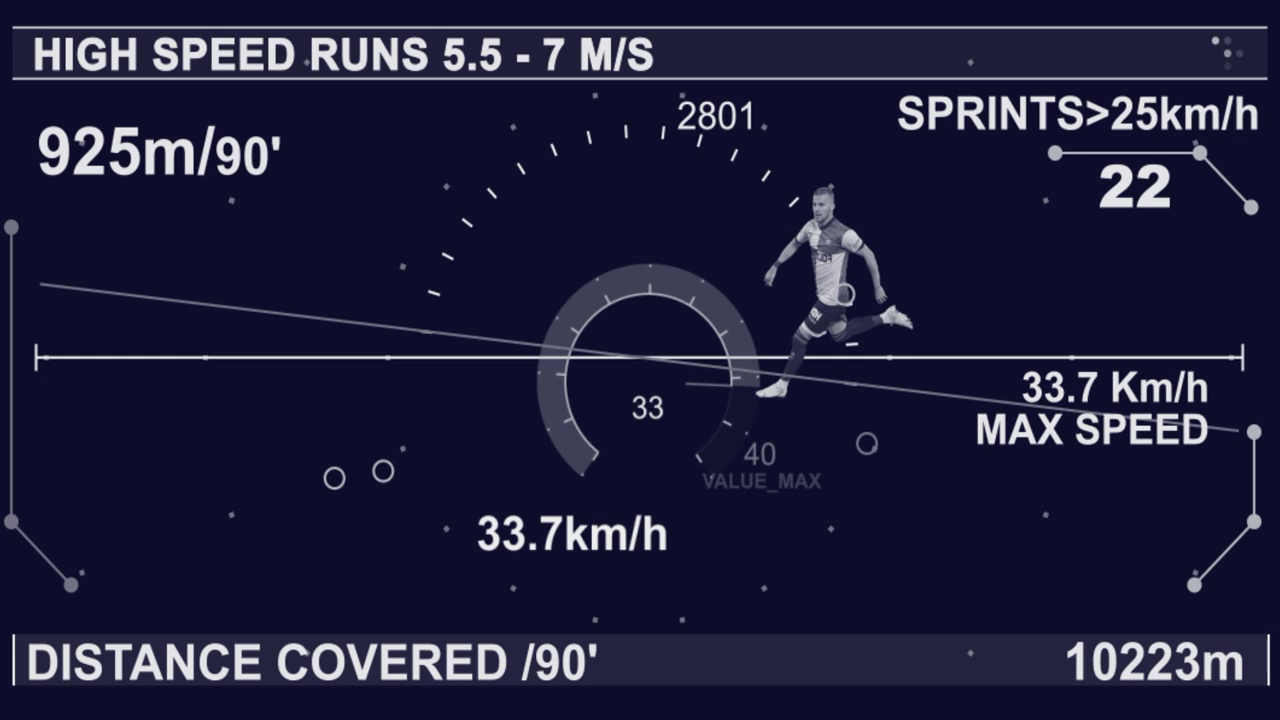 HIGH SPEED RUNS 5.5 - 7 M/S
925m/90'
2801
SPRINTS>25km/h
22
33
33.7 Km/h
MAX SPEED
40
VALUE_MAX
33.7km/h
DISTANCE COVERED /90'
10223m